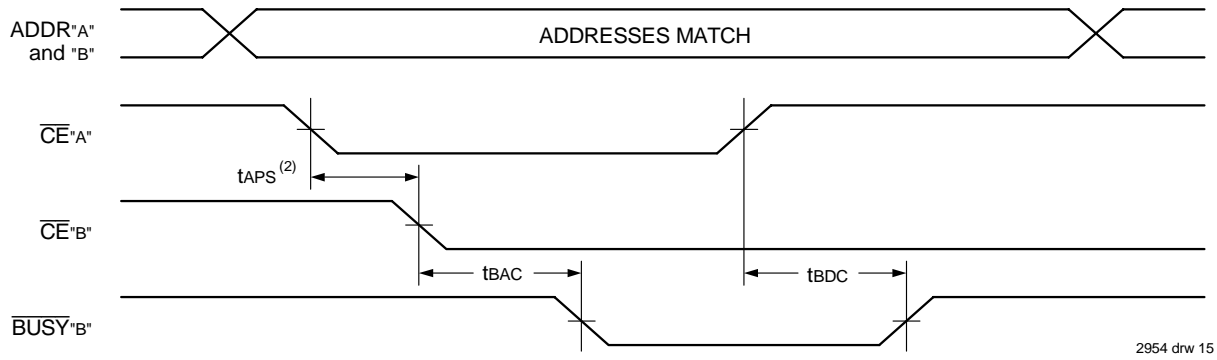 ADDR"A"
and "B"
ADDRESSES MATCH
CE"A"
tAPS (2)
CE"B"
tBAC
tBDC
BUSY"B"
2954 drw 15